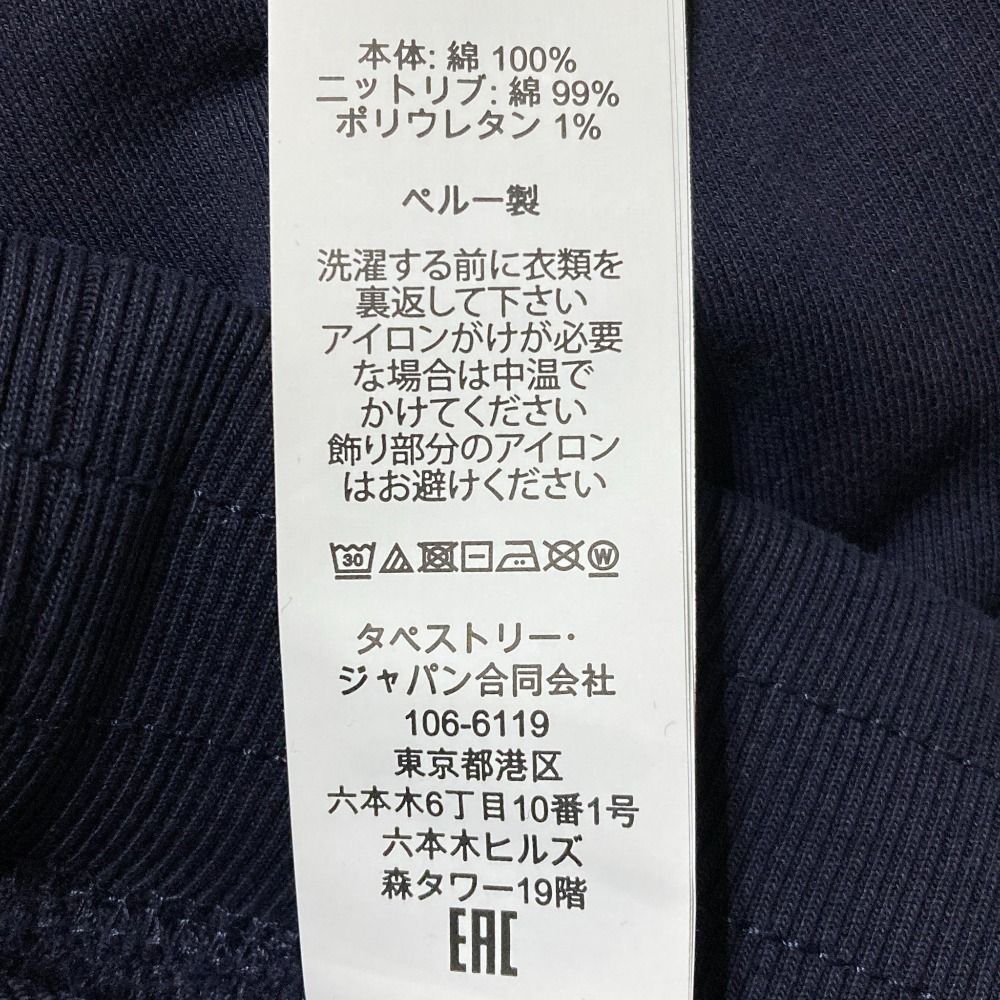 本体: 綿 100%
ニットリブ: 綿 99%
ポリウレタン 1%
ペルー製
洗濯する前に衣類を
裏返して下さい
アイロンがけが必要
な場合は中温で
かけてください
飾り部分のアイロン
はお避けください
30 W
タペストリー·
ジャパン合同会社
106-6119
東京都港区
六本木6丁目10番1号
六本木ヒルズ
森タワー19階
EAC